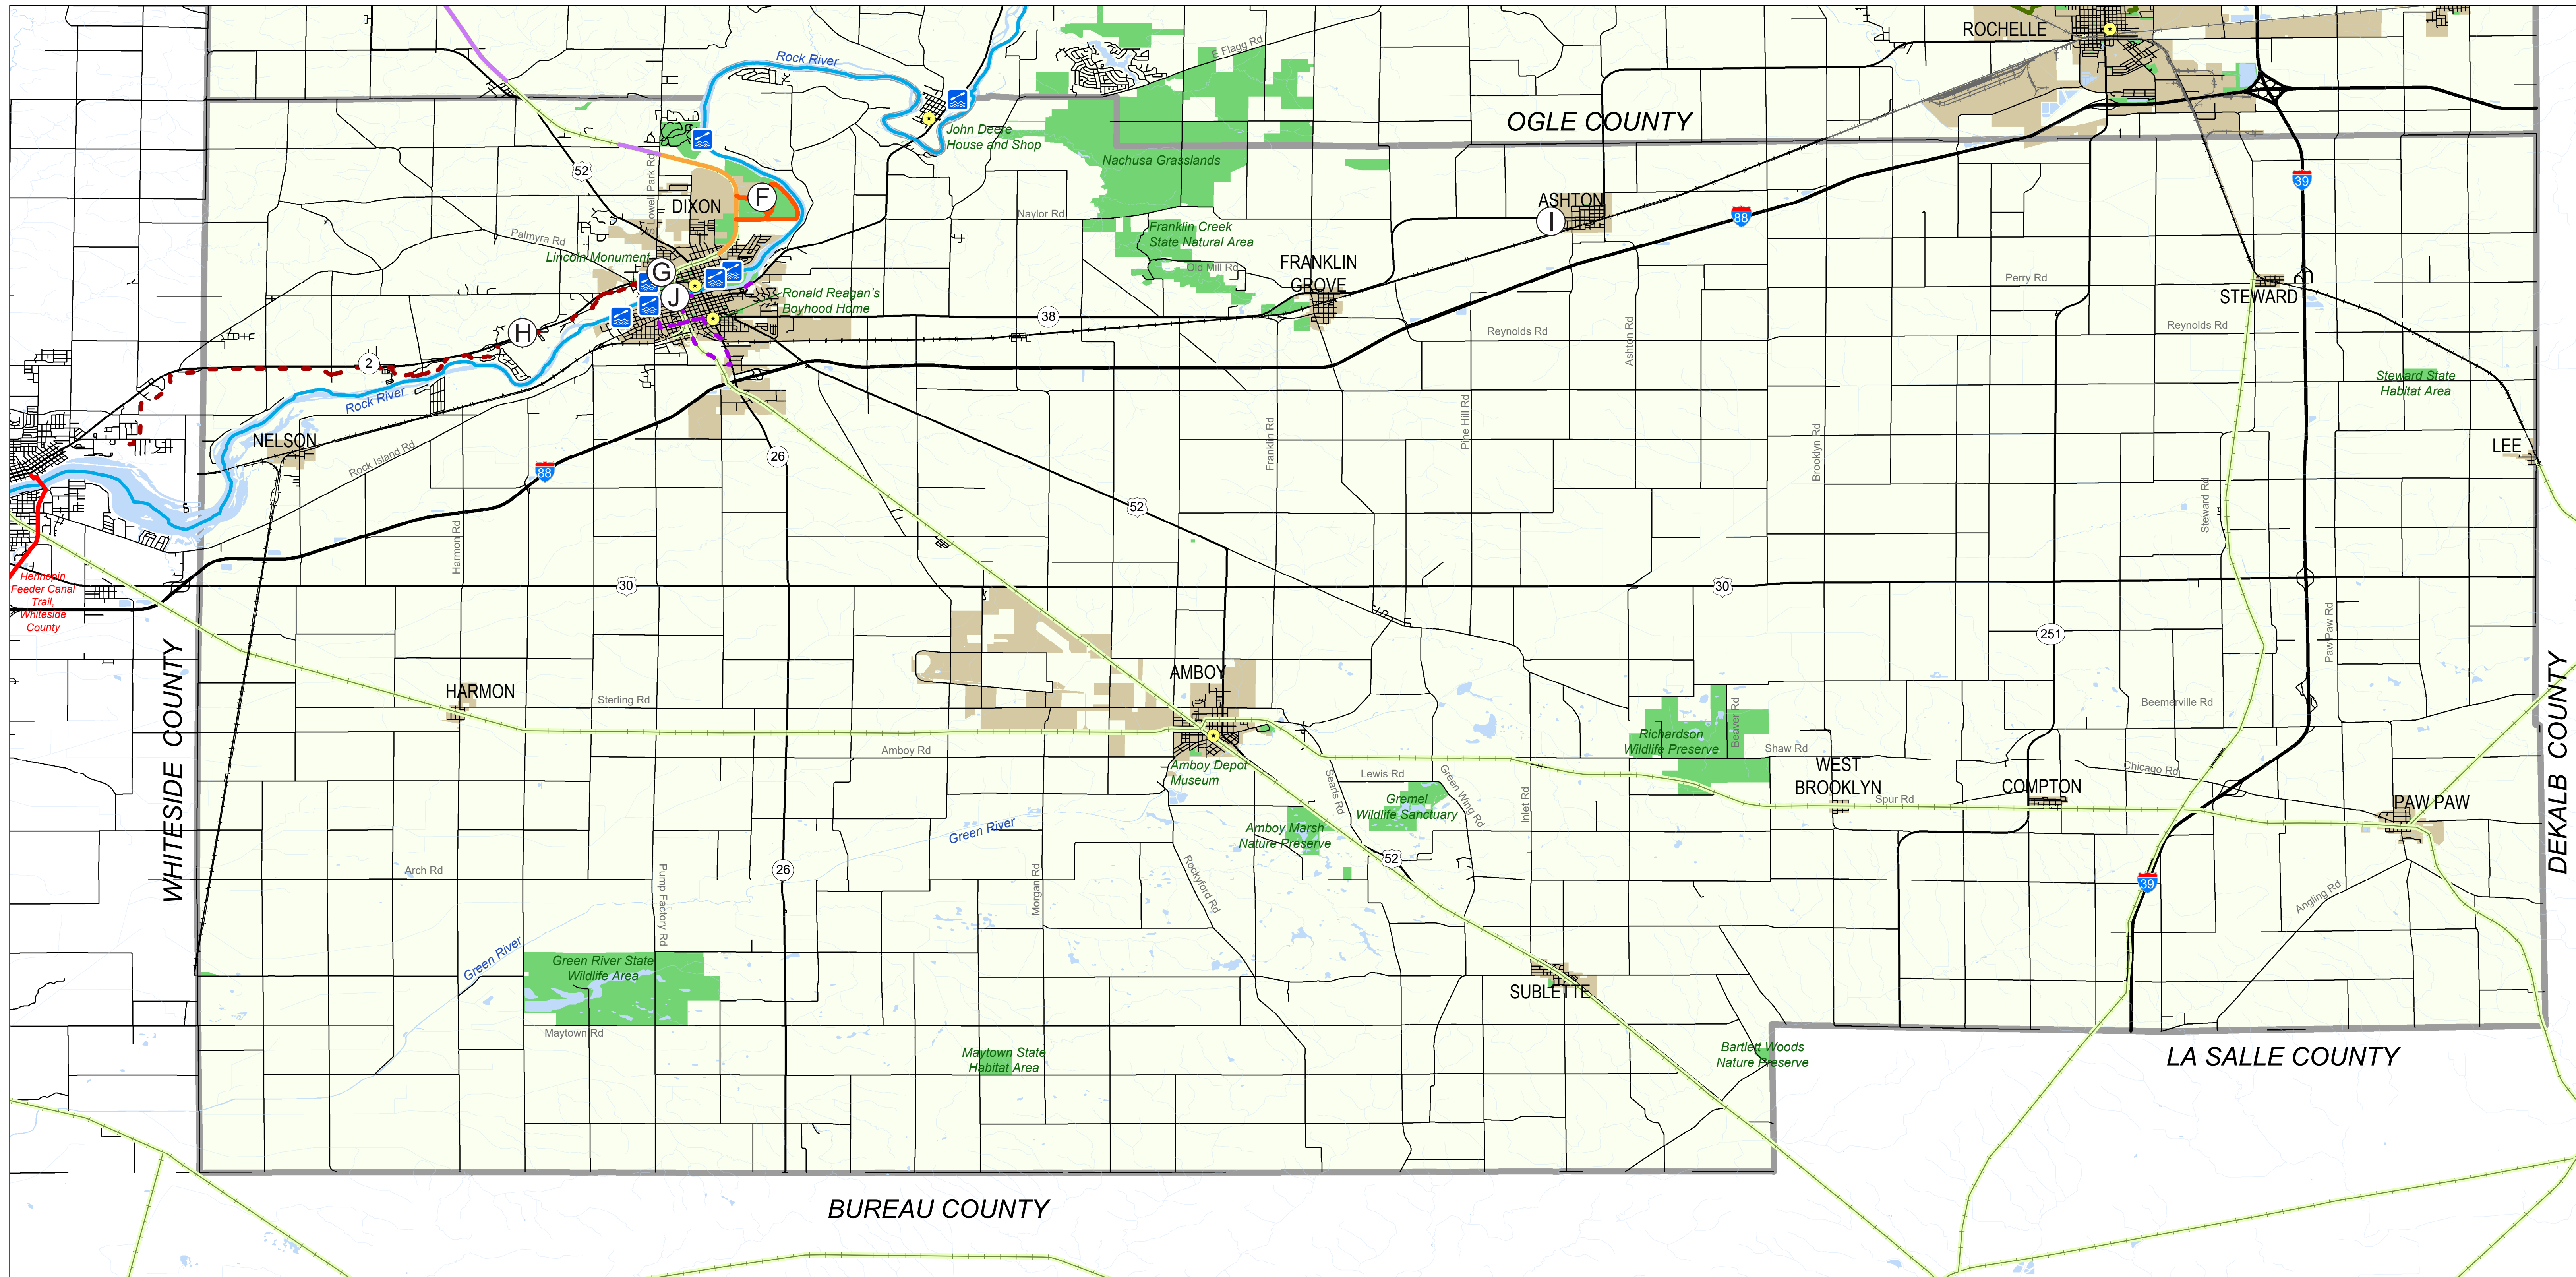 ROCHELLE
E Flagg Rd
Rock River
OGLE COUNTY
John Deere
House and Shop
Nachusa Grasslands
52
S Lowell Park Rd
39
F
DIXON
ASHTON
I
88
Naylor Rd
Franklin Creek
State Natural Area
Palmyra Rd
Lincoln Monument
G
Old Mill Rd
FRANKLIN
GROVE
Perry Rd
STEWARD
J
Ronald Reagan's
Boyhood Home
38
H
Reynolds Rd
Reynolds Rd
Ashton Rd
2
Steward State
Habitat Area
Rock River
NELSON
Rock Island Rd
88
26
Franklin Rd
Pine Hill Rd
Brooklyn Rd
LEE
52
Steward Rd
Harmon Rd
Hennepin
Feeder Canal
Trail,
Whiteside
County
30
30
251
Paw Paw Rd
WHITESIDE COUNTY
DEKALB COUNTY
AMBOY
HARMON
Sterling Rd
Beemerville Rd
Beaver Rd
Richardson
Wildlife Preserve
Shaw Rd
Amboy Rd
Amboy Depot
Museum
Lewis Rd
Green Wing Rd
Searls Rd
WEST
BROOKLYN
Chicago Rd
COMPTON
Spur Rd
PAW PAW
Inlet Rd
Gremel
Wildlife Sanctuary
Amboy Marsh
Nature Preserve
Green River
52
Arch Rd
26
Pump Factory Rd
Morgan Rd
Rockyford Rd
39
Angling Rd
Green River
Green River State
Wildlife Area
SUBLETTE
Maytown Rd
Maytown State
Habitat Area
Bartlett Woods
Nature Preserve
LA SALLE COUNTY
BUREAU COUNTY